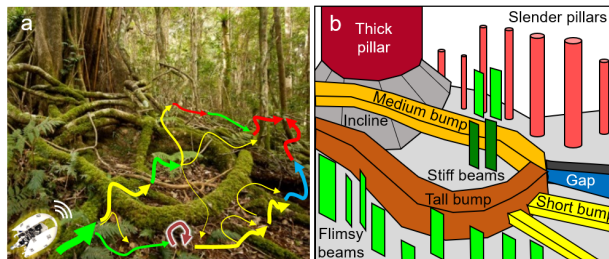 a
b
Thick
pillar
Slender pillars
Medium bump
Incline
Stiff beams
Gap
Tall bump
Short bump
Flimsy
beams